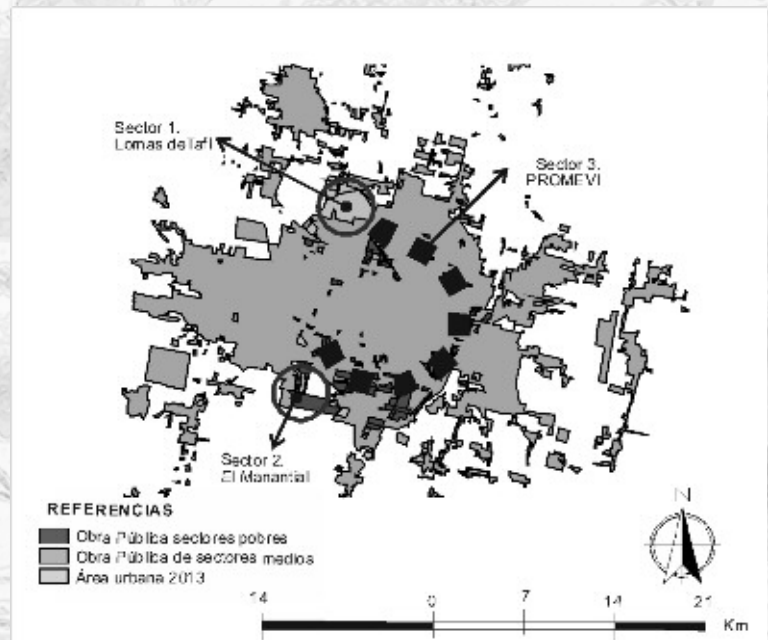 Sector 1.
Lomas de Tafí
Sector 3.
PROMEVI
Sector 2.
El Manantial
REFERENCIAS
Obra Pública sectores pobres
Obra Pública de sectores medios
Área urbana 2013
N
14 0 7 14 21 Km